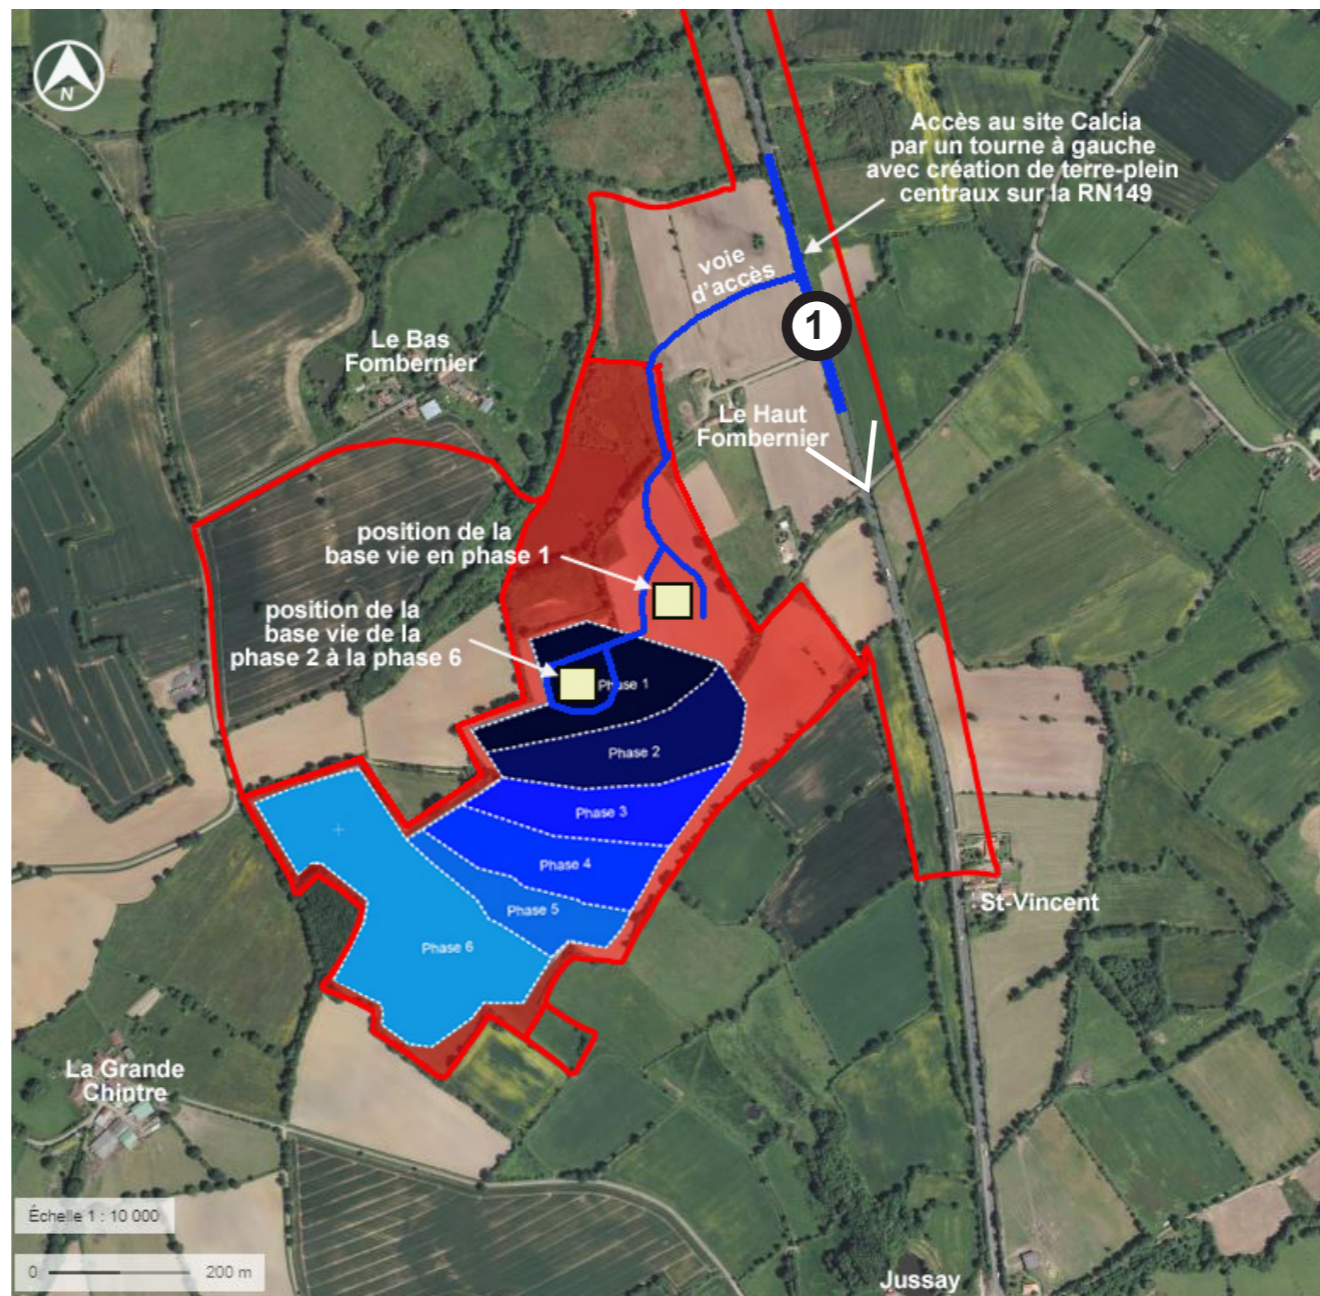 N
Accès au site Calcia
par un tourne à gauche
avec création de terre-plein
centraux sur la RN149
voie
d'accès
1
Le Bas
Fombernier
Le Haut
Fombernier
position de la
base vie en phase 1
position de la
base vie de la
phase 2 à la phase 6
Phase 1
Phase 2
Phase 3
Phase 4
Phase 5
Phase 6
St-Vincent
La Grande
Chintre
Échelle 1 : 10 000
0 200 m
Jussay